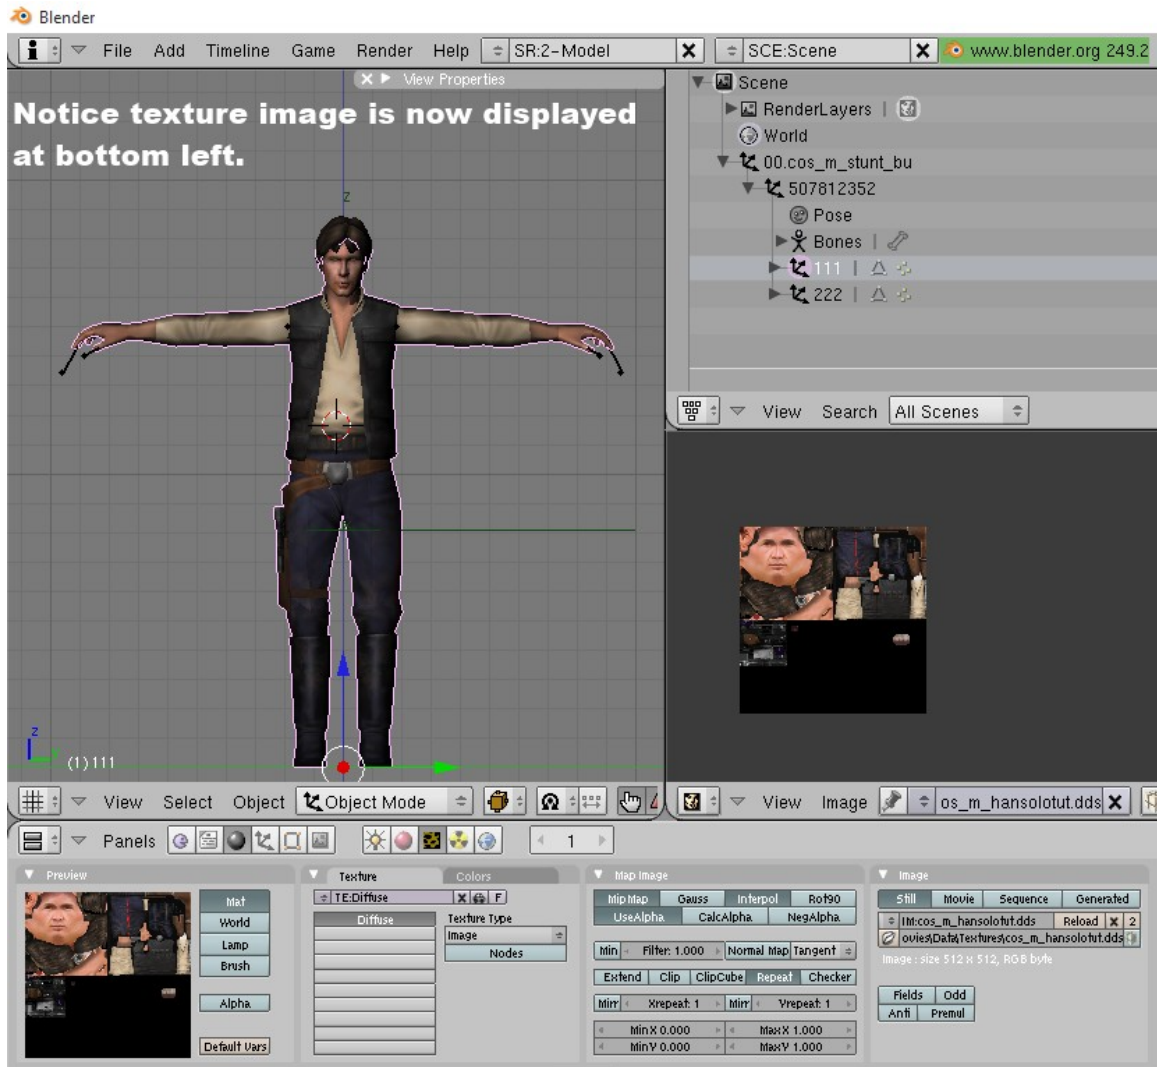 Blender
File Add Timeline Game Render Help SR:2-Model SCE:Scene www.blender.org 249.2
View Properties
Notice texture image is now displayed
at bottom left.
z
z
(1) 111
Scene
RenderLayers
World
00.cos_m_stunt_bu
507812352
Pose
Bones
111
222
View Search All Scenes
View Select Object Object Mode
View Image os_m_hansolotut.dds
Panels 1
Preview
Mat
World
Lamp
Brush
Alpha
Default Vars
Texture Colors
TE:Diffuse F
Diffuse
Texture Type
Image
Nodes
Map Image
MipMap Gauss Interpol Rot90
UseAlpha CalcAlpha NegAlpha
Min Filter: 1.000 Normal Map Tangent
Extend Clip ClipCube Repeat Checker
Mirr Xrepeat: 1 Mirr Yrepeat: 1
MinX 0.000 MaxX 1.000
MinY 0.000 MaxY 1.000
Image
Still Movie Sequence Generated
IM:cos_m_hansolotut.dds Reload X 2
ovies\Data\Textures\cos_m_hansolotut.dds
Image : size 512 x 512, RGB byte
Fields Odd
Anti Premul